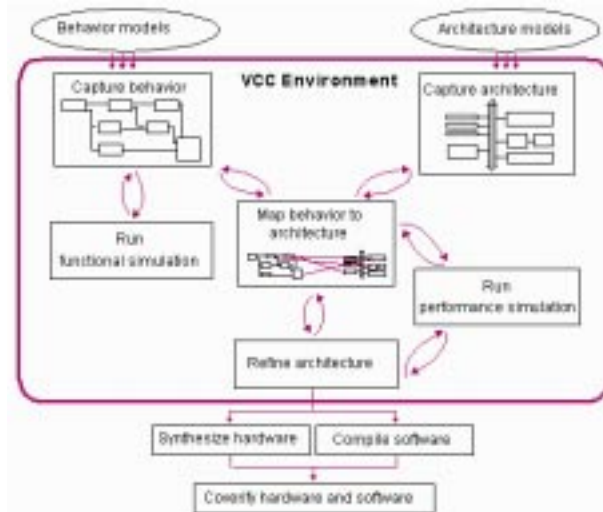 Behavior models
Architecture models
VCC Environment
Capture behavior
Capture architecture
Map behavior to
architecture
Run
functional simulation
Run
performance simulation
Refine architecture
Synthesize hardware
Compile software
Coverify hardware and software